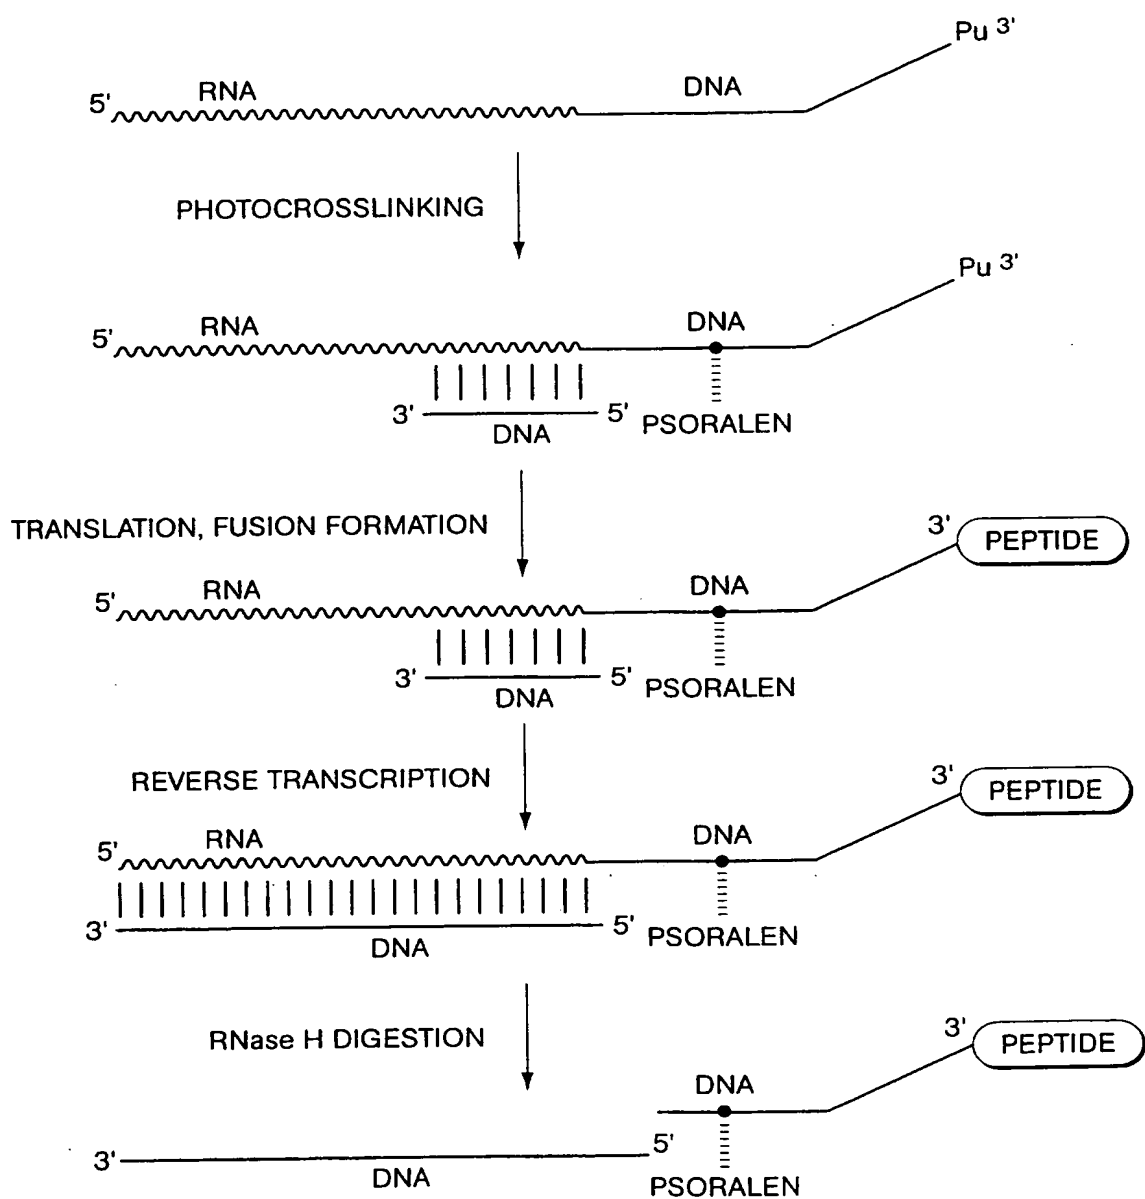 Pu 3'
5' RNA DNA
PHOTOCROSSLINKING
Pu 3'
5' RNA DNA
3' DNA 5' PSORALEN
TRANSLATION, FUSION FORMATION
3' PEPTIDE
5' RNA DNA
3' DNA 5' PSORALEN
REVERSE TRANSCRIPTION
3' PEPTIDE
5' RNA DNA
3' DNA 5' PSORALEN
RNase H DIGESTION
3' PEPTIDE
DNA
3' DNA 5' PSORALEN